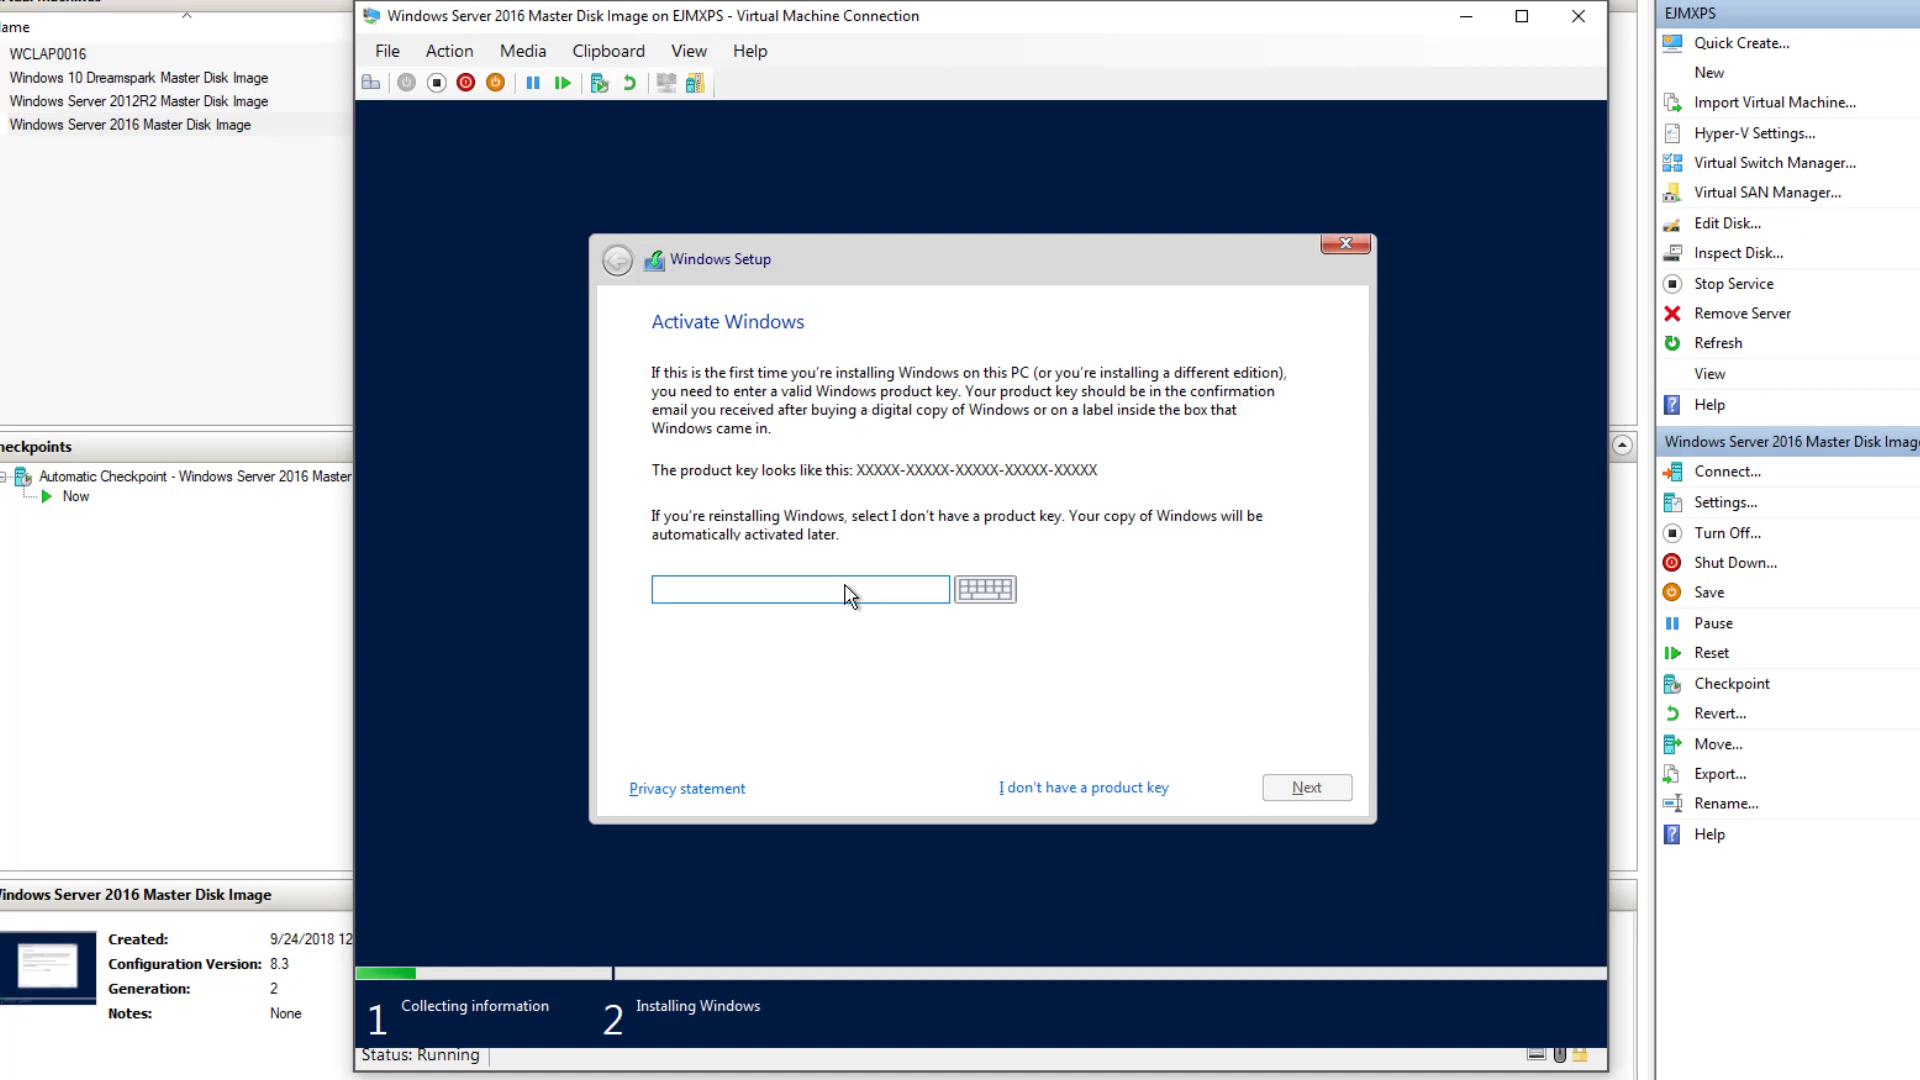 ame
WCLAP0016
Windows 10 Dreamspark Master Disk Image
Windows Server 2012R2 Master Disk Image
Windows Server 2016 Master Disk Image
heckpoints
Automatic Checkpoint - Windows Server 2016 Master
Now
indows Server 2016 Master Disk Image
Created: 9/24/2018 12
Configuration Version: 8.3
Generation: 2
Notes: None
Windows Server 2016 Master Disk Image on EJMXPS - Virtual Machine Connection
File Action Media Clipboard View Help
Windows Setup
Activate Windows
If this is the first time you're installing Windows on this PC (or you're installing a different edition),
you need to enter a valid Windows product key. Your product key should be in the confirmation
email you received after buying a digital copy of Windows or on a label inside the box that
Windows came in.
The product key looks like this: XXXXX-XXXXX-XXXXX-XXXXX-XXXXX
If you're reinstalling Windows, select I don't have a product key. Your copy of Windows will be
automatically activated later.
Privacy statement
I don't have a product key
Next
1 Collecting information
2 Installing Windows
Status: Running
EJMXPS
Quick Create...
New
Import Virtual Machine...
Hyper-V Settings...
Virtual Switch Manager...
Virtual SAN Manager...
Edit Disk...
Inspect Disk...
Stop Service
Remove Server
Refresh
View
Help
Windows Server 2016 Master Disk Imag
Connect...
Settings...
Turn Off...
Shut Down...
Save
Pause
Reset
Checkpoint
Revert...
Move...
Export...
Rename...
Help